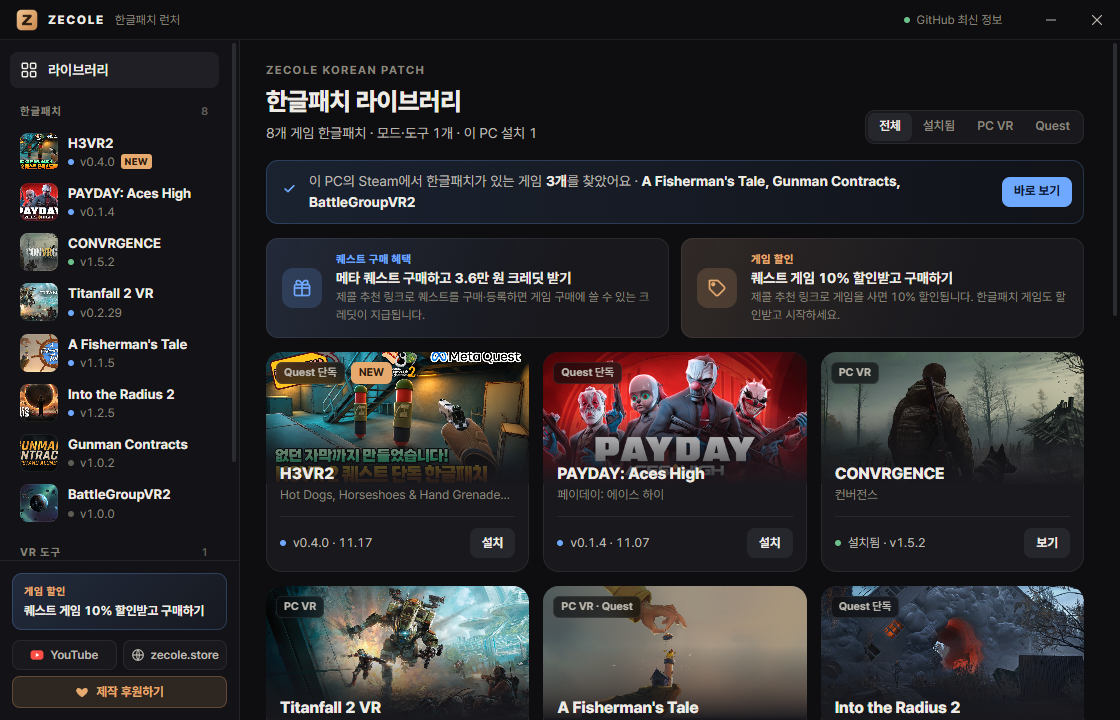 ZECOLE 한글패치 런처
GitHub 최신 정보
라이브러리
한글패치 8
H3VR2
v0.4.0 NEW
PAYDAY: Aces High
v0.1.4
CONVRGENCE
v1.5.2
Titanfall 2 VR
v0.2.29
A Fisherman's Tale
v1.1.5
Into the Radius 2
v1.2.5
Gunman Contracts
v1.0.2
BattleGroupVR2
v1.0.0
VR 도구 1
게임 할인
퀘스트 게임 10% 할인받고 구매하기
YouTube
zecole.store
제작 후원하기
ZECOLE KOREAN PATCH
한글패치 라이브러리
8개 게임 한글패치 · 모드·도구 1개 · 이 PC 설치 1
전체 설치됨 PC VR Quest
이 PC의 Steam에서 한글패치가 있는 게임 3개를 찾았어요 · A Fisherman's Tale, Gunman Contracts,
BattleGroupVR2
바로 보기
퀘스트 구매 혜택
메타 퀘스트 구매하고 3.6만 원 크레딧 받기
제콜 추천 링크로 퀘스트를 구매·등록하면 게임 구매에 쓸 수 있는 크
레딧이 지급됩니다.
게임 할인
퀘스트 게임 10% 할인받고 구매하기
제콜 추천 링크로 게임을 사면 10% 할인됩니다. 한글패치 게임도 할
인받고 시작하세요.
Quest 단독 NEW
Meta Quest
없던 자막까지 만들었습니다!
퀘스트 단독 한글패치
H3VR2
Hot Dogs, Horseshoes & Hand Grenade...
v0.4.0 · 11.17
설치
Quest 단독
PAYDAY
PAYDAY: Aces High
페이데이: 에이스 하이
v0.1.4 · 11.07
설치
PC VR
CONVRGENCE
컨버전스
설치됨 · v1.5.2
보기
PC VR
Titanfall 2 VR
PC VR · Quest
A Fisherman's Tale
Quest 단독
Into the Radius 2